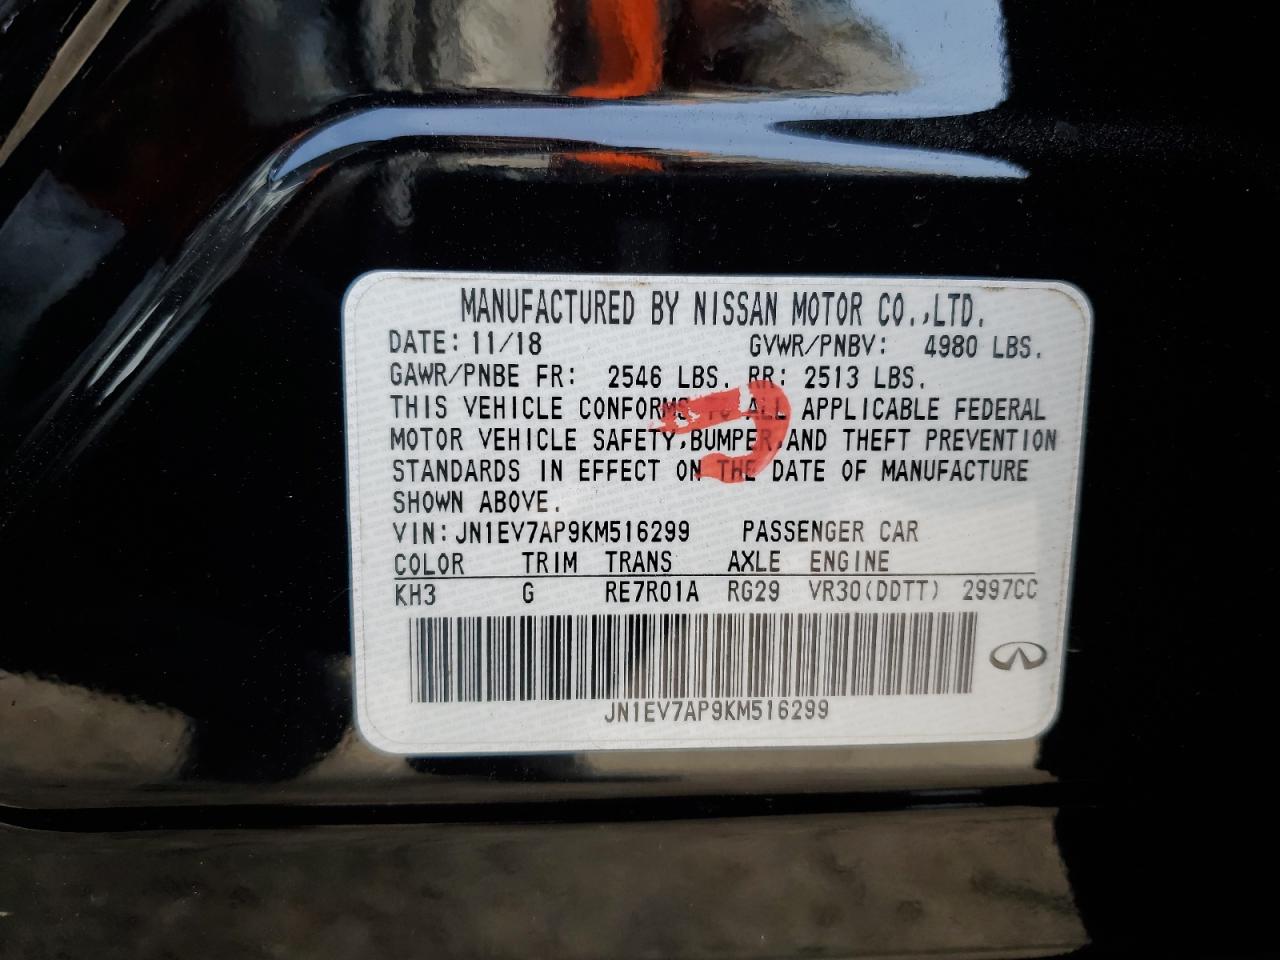 MANUFACTURED BY NISSAN MOTOR CO.,LTD.
DATE: 11/18 GVWR/PNBV: 4980 LBS.
GAWR/PNBE FR: 2546 LBS. RR: 2513 LBS.
THIS VEHICLE CONFORMS TO ALL APPLICABLE FEDERAL
MOTOR VEHICLE SAFETY,BUMPER,AND THEFT PREVENTION
STANDARDS IN EFFECT ON THE DATE OF MANUFACTURE
SHOWN ABOVE.
VIN:JN1EV7AP9KM516299 PASSENGER CAR
COLOR TRIM TRANS AXLE ENGINE
KH3 G RE7R01A RG29 VR30(DDTT) 2997CC
JN1EV7AP9KM516299